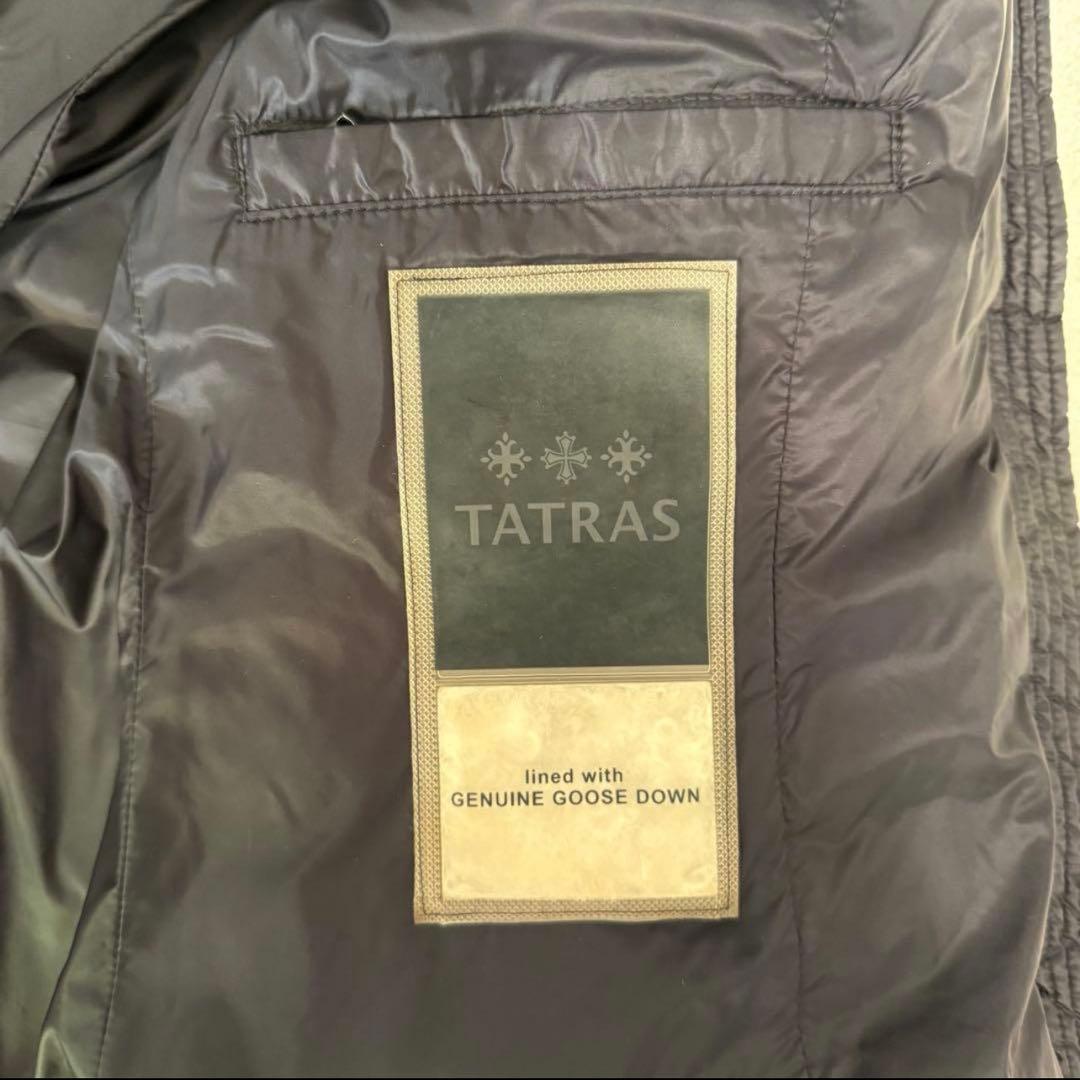 TATRAS
lined with
GENUINE GOOSE DOWN